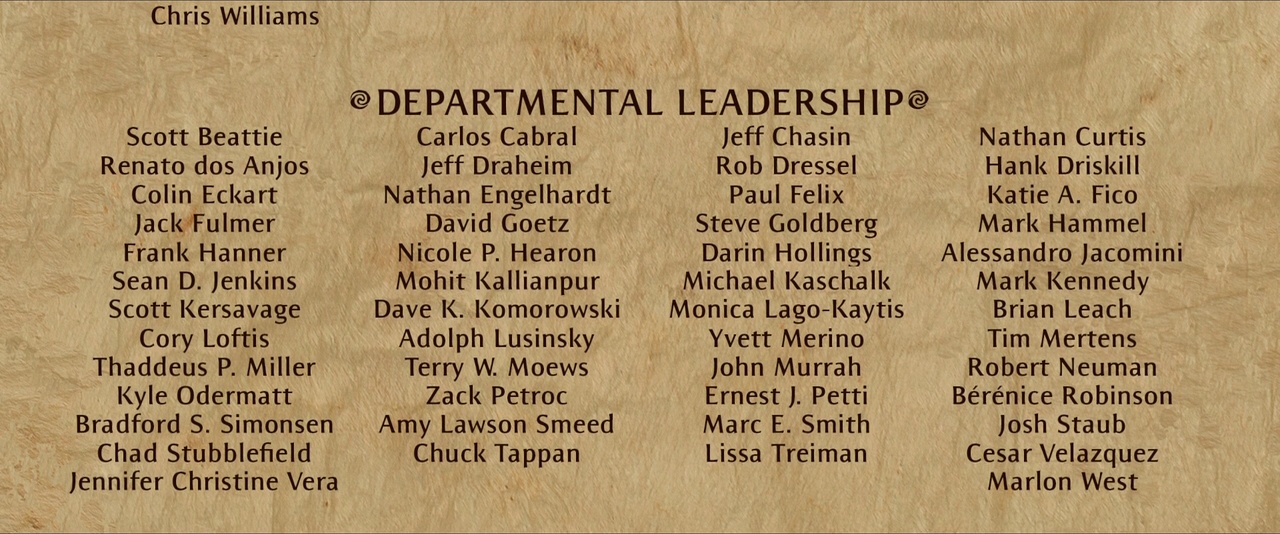 Chris Williams
DEPARTMENTAL LEADERSHIP
Scott Beattie Carlos Cabral Jeff Chasin Nathan Curtis
Renato dos Anjos Jeff Draheim Rob Dressel Hank Driskill
Colin Eckart Nathan Engelhardt Paul Felix Katie A. Fico
Jack Fulmer David Goetz Steve Goldberg Mark Hammel
Frank Hanner Nicole P. Hearon Darin Hollings Alessandro Jacomini
Sean D. Jenkins Mohit Kallianpur Michael Kaschalk Mark Kennedy
Scott Kersavage Dave K. Komorowski Monica Lago-Kaytis Brian Leach
Cory Loftis Adolph Lusinsky Yvett Merino Tim Mertens
Thaddeus P. Miller Terry W. Moews John Murrah Robert Neuman
Kyle Odermatt Zack Petroc Ernest J. Petti Bérénice Robinson
Bradford S. Simonsen Amy Lawson Smeed Marc E. Smith Josh Staub
Chad Stubblefield Chuck Tappan Lissa Treiman Cesar Velazquez
Jennifer Christine Vera Marlon West